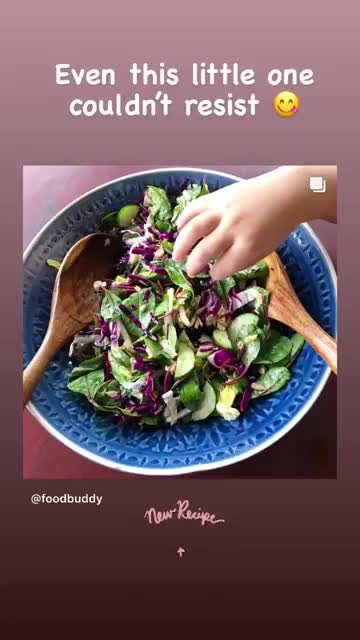 Even this little one
couldn't resist 😋
@foodbuddy
New Recipe
↑